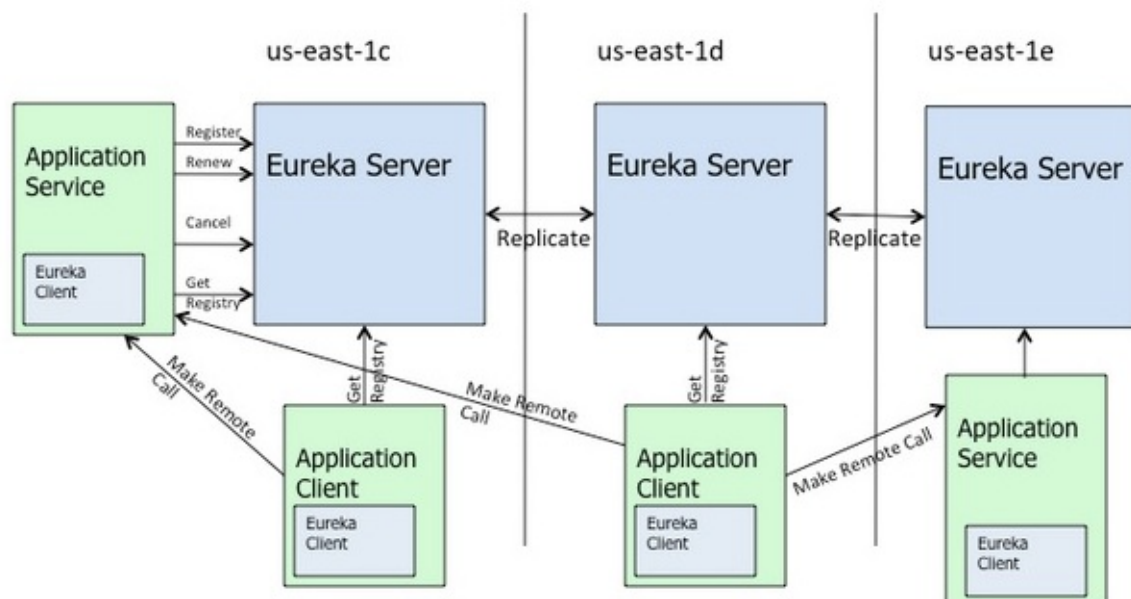 us-east-1c
us-east-1d
us-east-1e
Application
Service
Eureka
Client
Register
Renew
Cancel
Get
Registry
Eureka Server
Replicate
Eureka Server
Replicate
Eureka Server
Make Remote
Call
Get
Registry
Make Remote
Call
Get
Registry
Make Remote Call
Application
Client
Eureka
Client
Application
Client
Eureka
Client
Application
Service
Eureka
Client